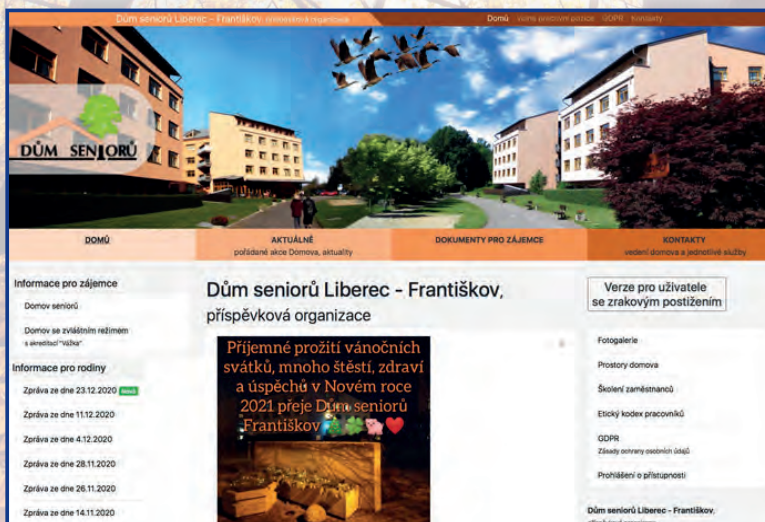 Dům seniorů Liberec - Františkov, příspěvková organizace
Domů Volné pracovní pozice GDPR Kontakty
DŮM SENIORŮ
DOMŮ
AKTUÁLNĚ
pořádané akce Domova, aktuality
DOKUMENTY PRO ZÁJEMCE
KONTAKTY
vedení domova a jednotlivé služby
Informace pro zájemce
Domov seniorů
Domov se zvláštním režimem
s akreditací "Vážka"
Informace pro rodiny
Zpráva ze dne 23.12.2020
Zpráva ze dne 11.12.2020
Zpráva ze dne 4.12.2020
Zpráva ze dne 28.11.2020
Zpráva ze dne 26.11.2020
Zpráva ze dne 14.11.2020
Dům seniorů Liberec - Františkov,
příspěvková organizace
Příjemné prožití vánočních
svátků, mnoho štěstí, zdraví
a úspěchů v Novém roce
2021 přeje Dům seniorů
Františkov
Verze pro uživatele
se zrakovým postižením
Fotogalerie
Prostory domova
Školení zaměstnanců
Etický kodex pracovníků
GDPR
Zásady ochrany osobních údajů
Prohlášení o přístupnosti
Dům seniorů Liberec - Františkov,